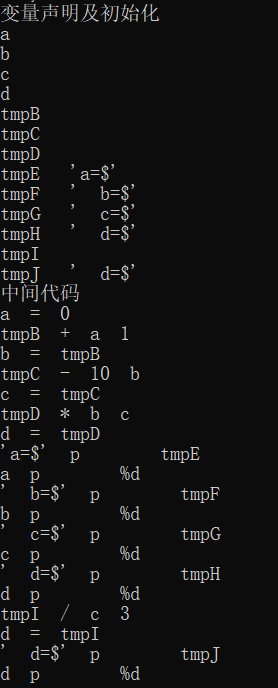 变量声明及初始化
a
b
c
d
tmpB
tmpC
tmpD
tmpE   'a=$'
tmpF   '  b=$'
tmpG   '  c=$'
tmpH   '  d=$'
tmpI
tmpJ   '  d=$'
中间代码
a  =  0
tmpB  +  a  1
b  =  tmpB
tmpC  -  10  b
c  =  tmpC
tmpD  *  b  c
d  =  tmpD
'a=$'  p        tmpE
a  p        %d
'  b=$'  p        tmpF
b  p        %d
'  c=$'  p        tmpG
c  p        %d
'  d=$'  p        tmpH
d  p        %d
tmpI  /  c  3
d  =  tmpI
'  d=$'  p        tmpJ
d  p        %d